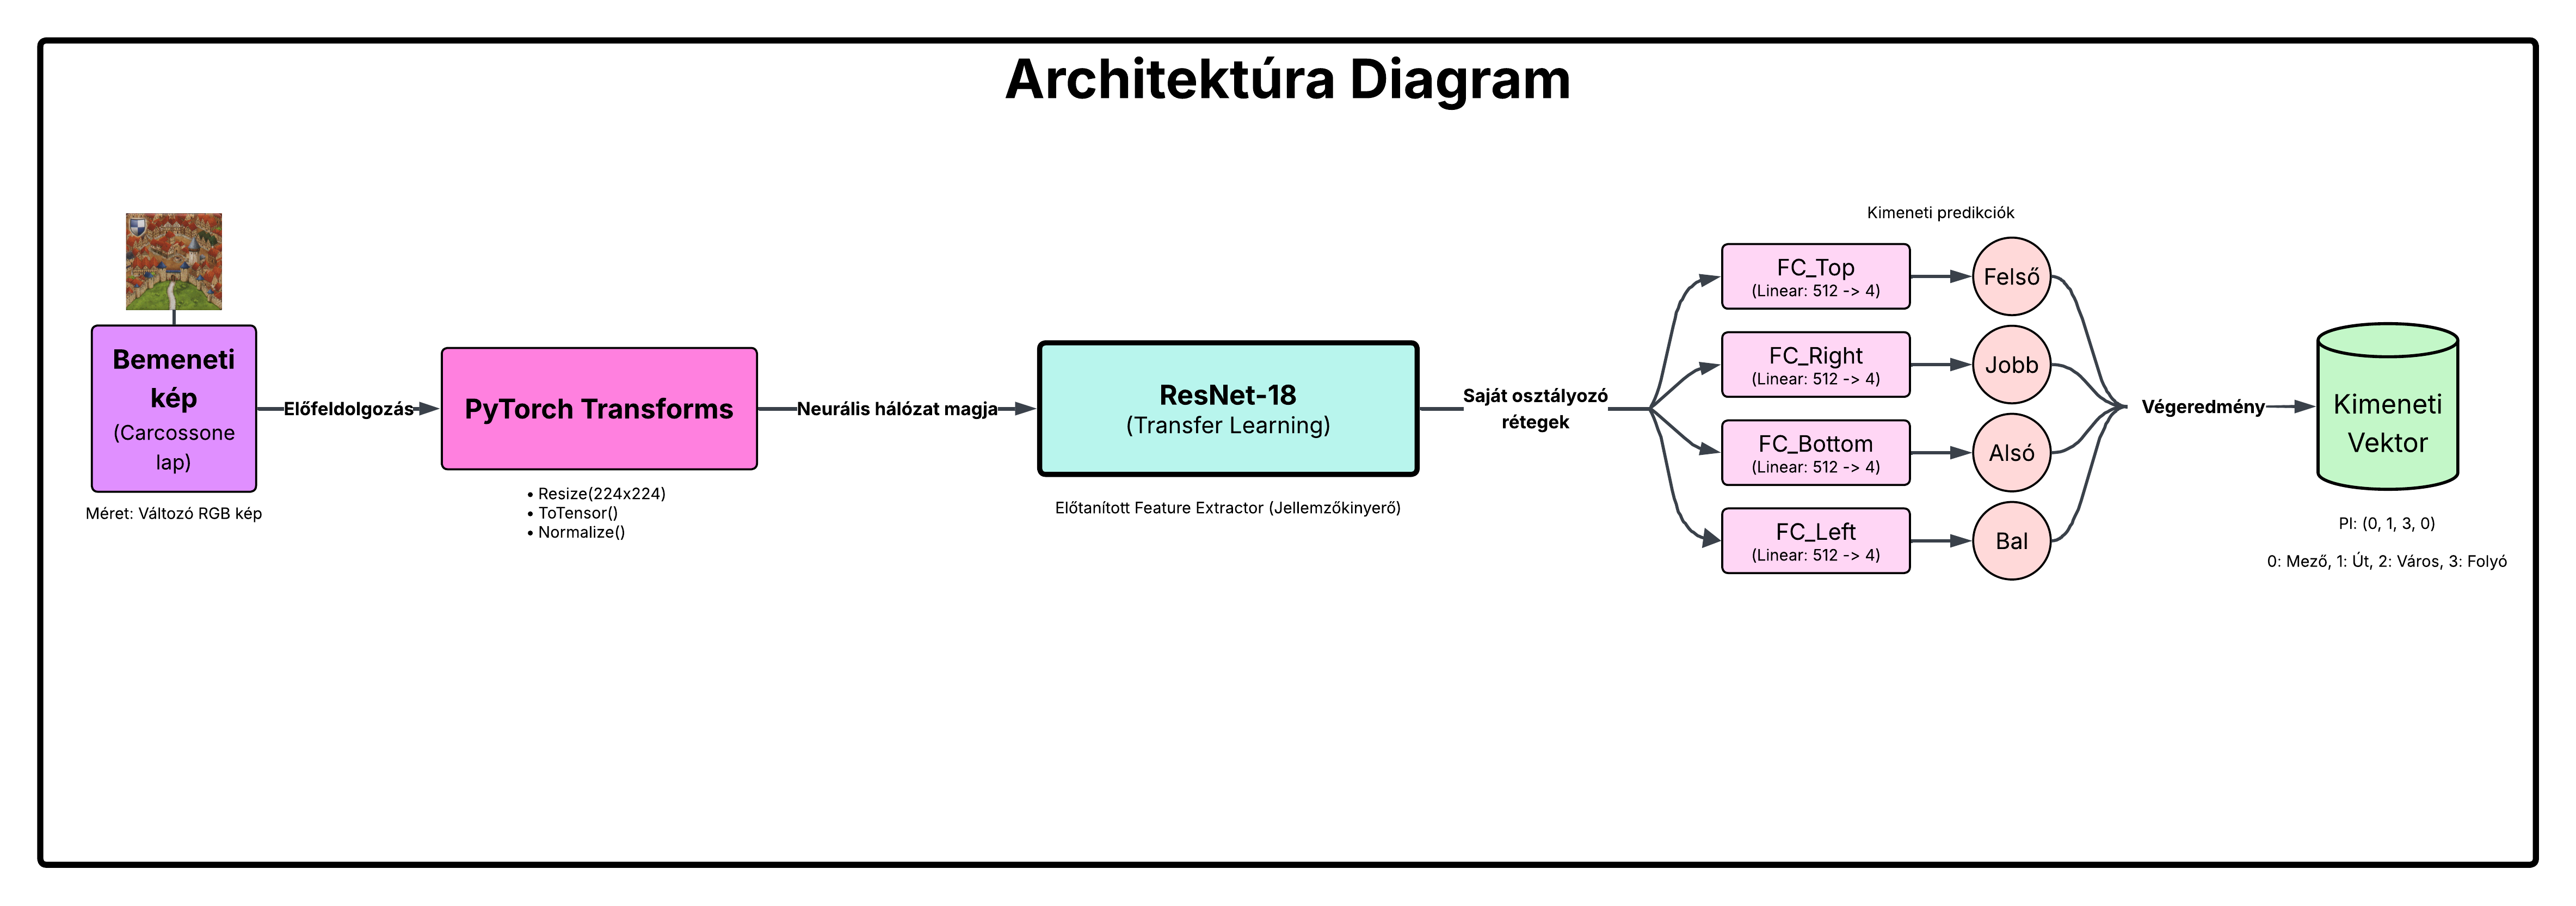 Architektúra Diagram
Bemeneti
kép
(Carcossone
lap)
Méret: Változó RGB kép
Előfeldolgozás
PyTorch Transforms
• Resize(224x224)
• ToTensor()
• Normalize()
Neurális hálózat magja
ResNet-18
(Transfer Learning)
Előtanított Feature Extractor (Jellemzőkinyerő)
Saját osztályozó
rétegek
Kimeneti predikciók
FC_Top
(Linear: 512 -> 4)
Felső
FC_Right
(Linear: 512 -> 4)
Jobb
FC_Bottom
(Linear: 512 -> 4)
Alsó
FC_Left
(Linear: 512 -> 4)
Bal
Végeredmény
Kimeneti
Vektor
Pl: (0, 1, 3, 0)
0: Mező, 1: Út, 2: Város, 3: Folyó